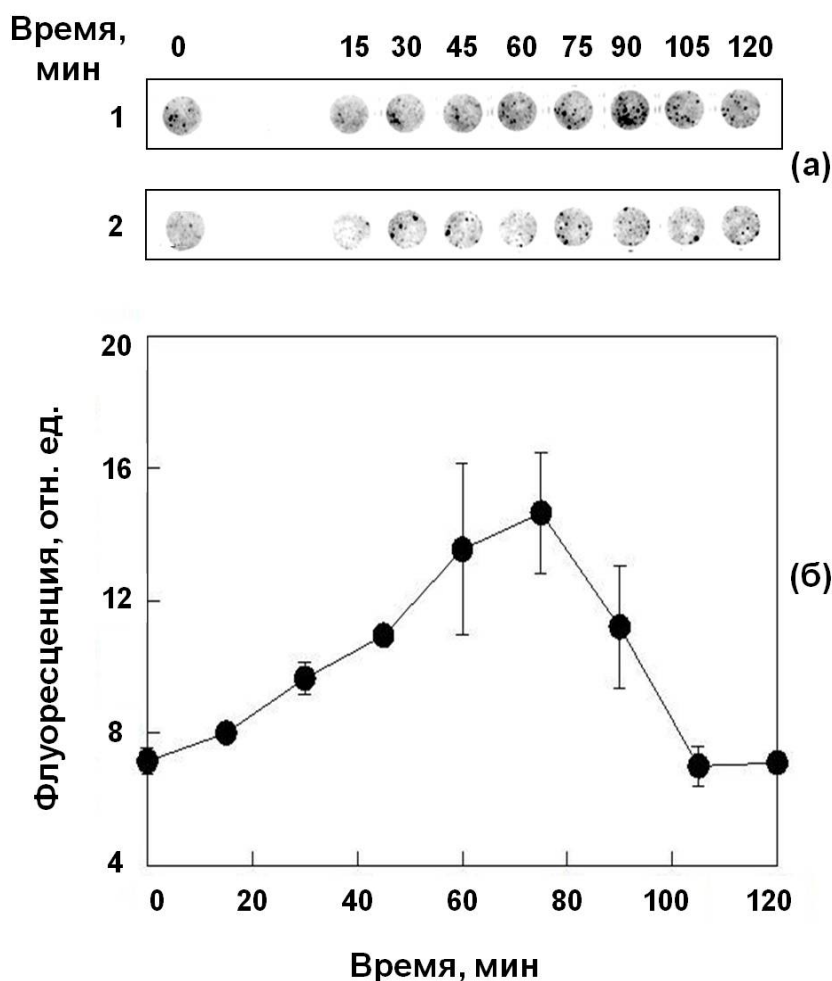 Время, мин
0 15 30 45 60 75 90 105 120
1
(а)
2
20
16
12
8
4
Флуоресценция, отн. ед.
(б)
0 20 40 60 80 100 120
Время, мин